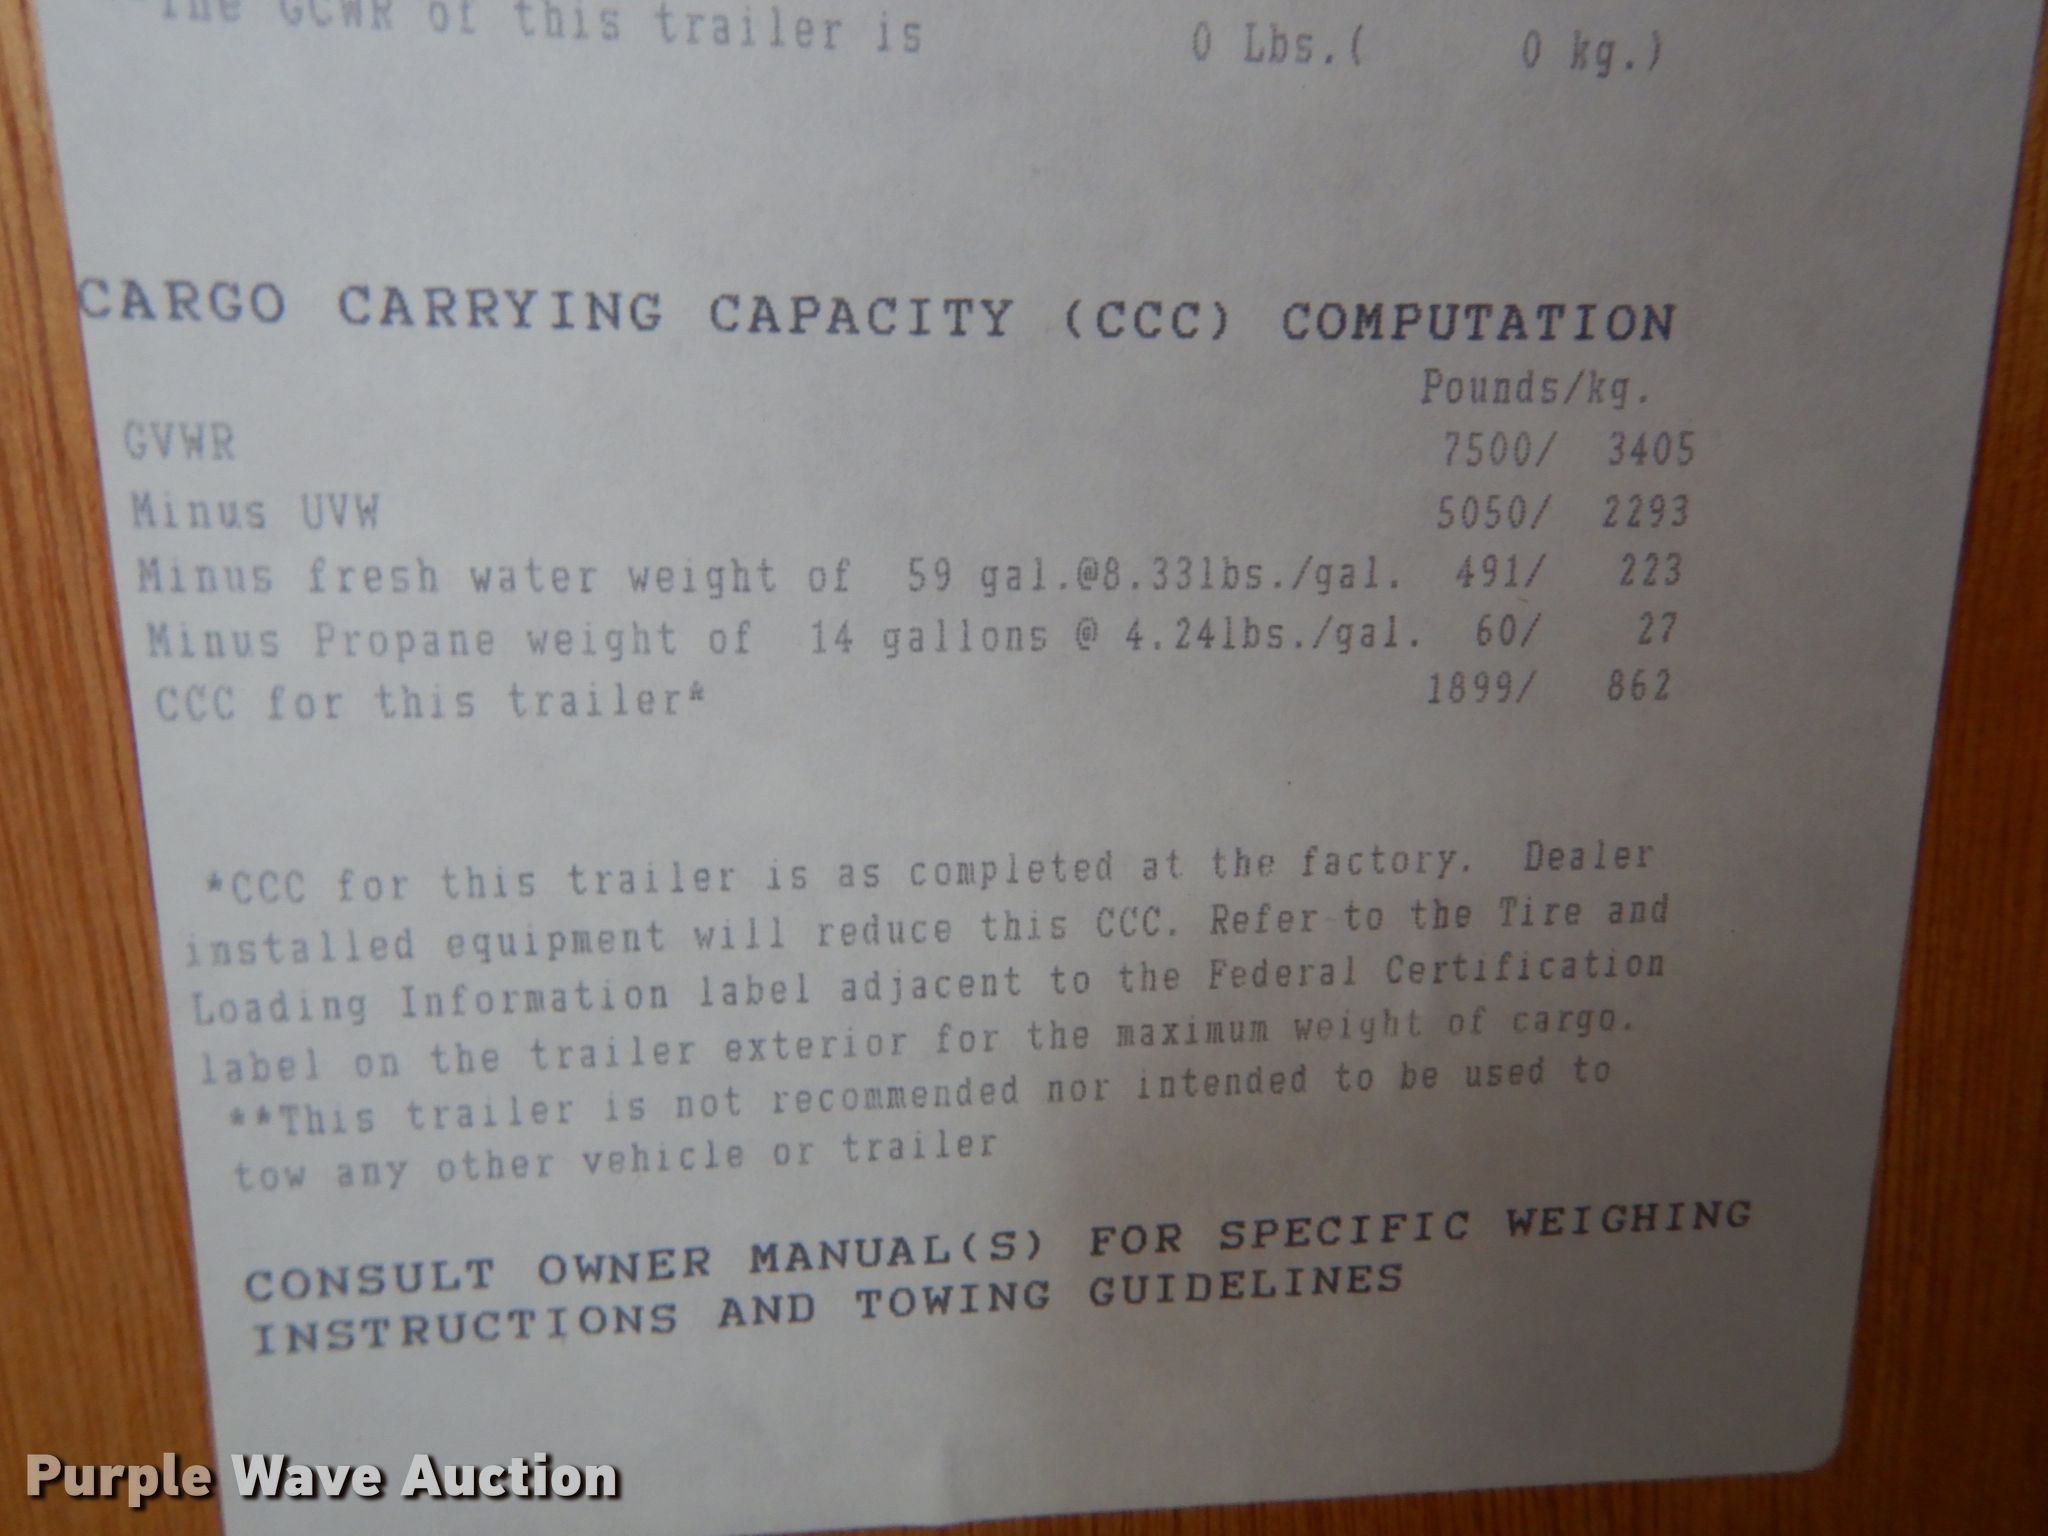 **The GCWR of this trailer is 0 Lbs.( 0 kg.)
CARGO CARRYING CAPACITY (CCC) COMPUTATION
Pounds/kg.
GVWR 7500/ 3405
Minus UVW 5050/ 2293
Minus fresh water weight of 59 gal.@8.33lbs./gal. 491/ 223
Minus Propane weight of 14 gallons @ 4.24lbs./gal. 60/ 27
CCC for this trailer* 1899/ 862
*CCC for this trailer is as completed at the factory. Dealer
installed equipment will reduce this CCC. Refer to the Tire and
Loading Information label adjacent to the Federal Certification
label on the trailer exterior for the maximum weight of cargo.
**This trailer is not recommended nor intended to be used to
tow any other vehicle or trailer
CONSULT OWNER MANUAL(S) FOR SPECIFIC WEIGHING
INSTRUCTIONS AND TOWING GUIDELINES
Purple Wave Auction